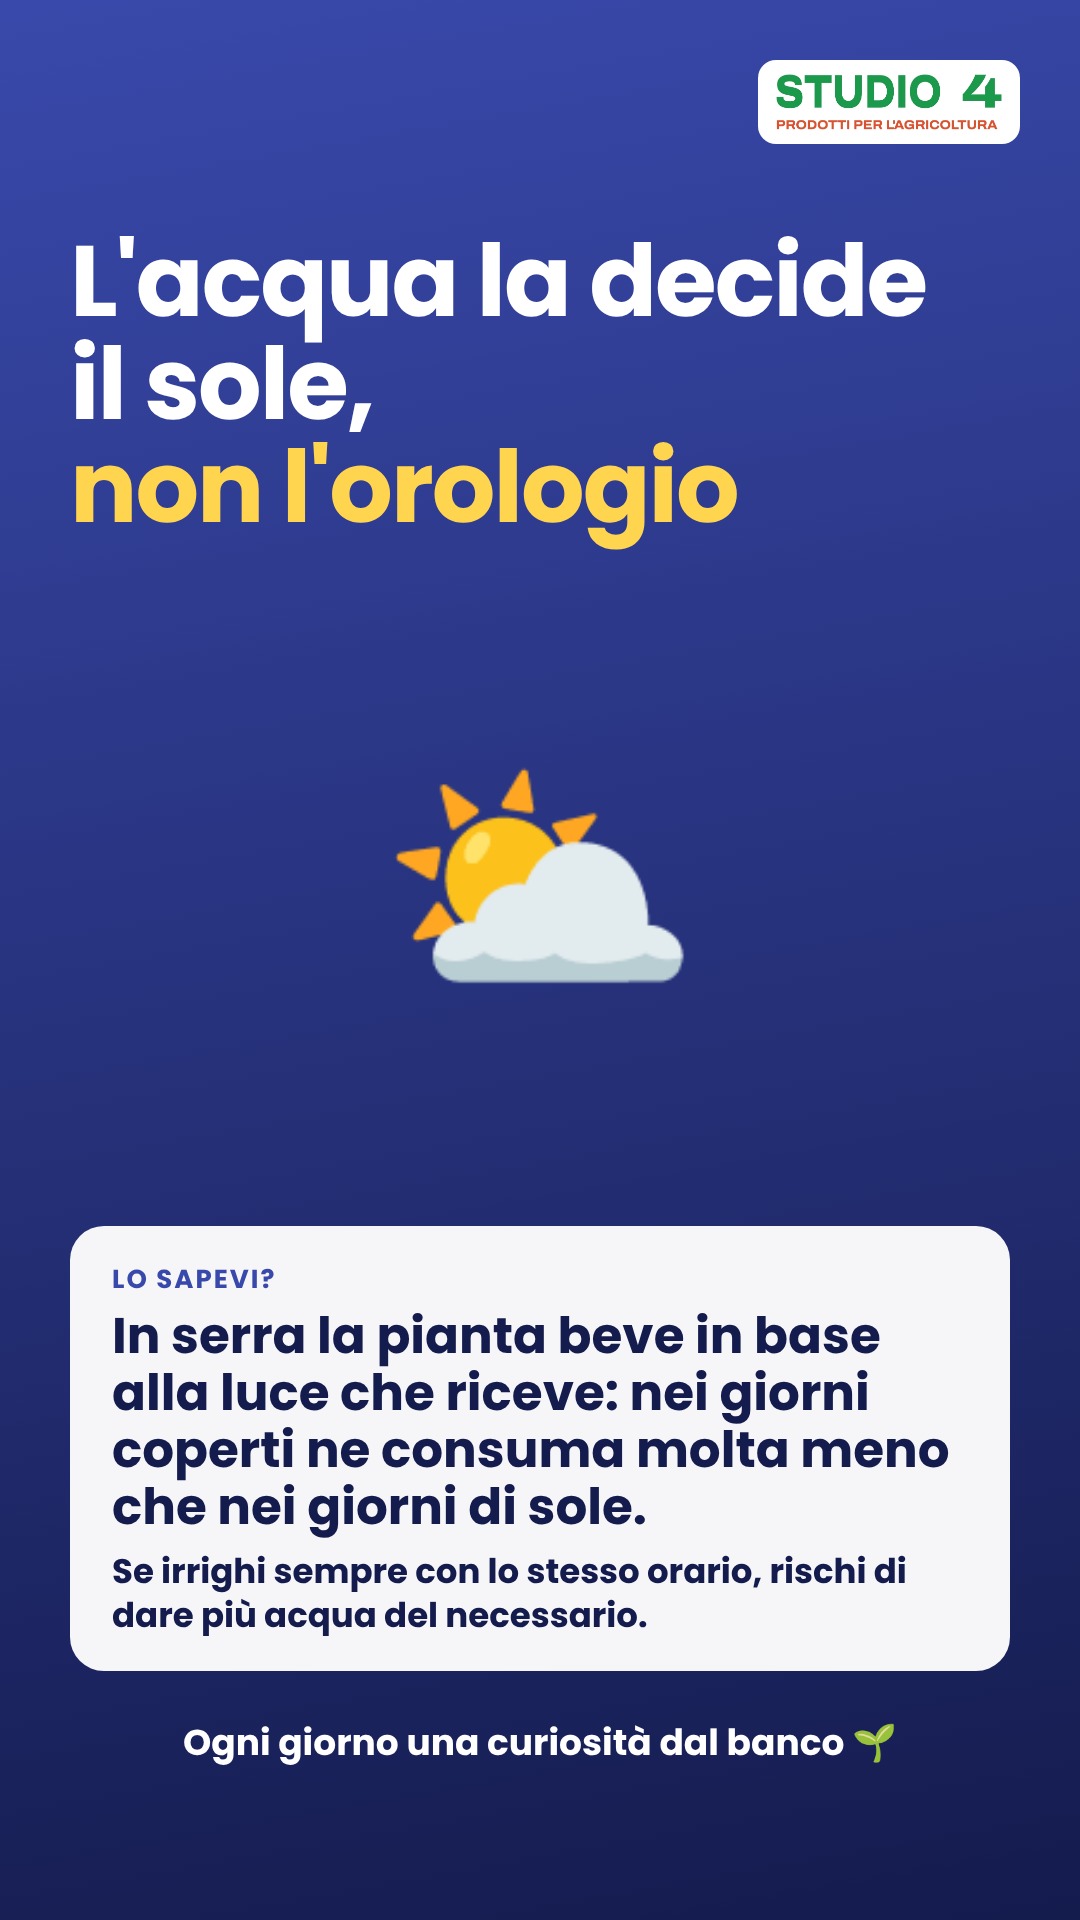 STUDIO 4
PRODOTTI PER L'AGRICOLTURA
L'acqua la decide
il sole,
non l'orologio
LO SAPEVI?
In serra la pianta beve in base
alla luce che riceve: nei giorni
coperti ne consuma molta meno
che nei giorni di sole.
Se irrighi sempre con lo stesso orario, rischi di
dare più acqua del necessario.
Ogni giorno una curiosità dal banco 🌱